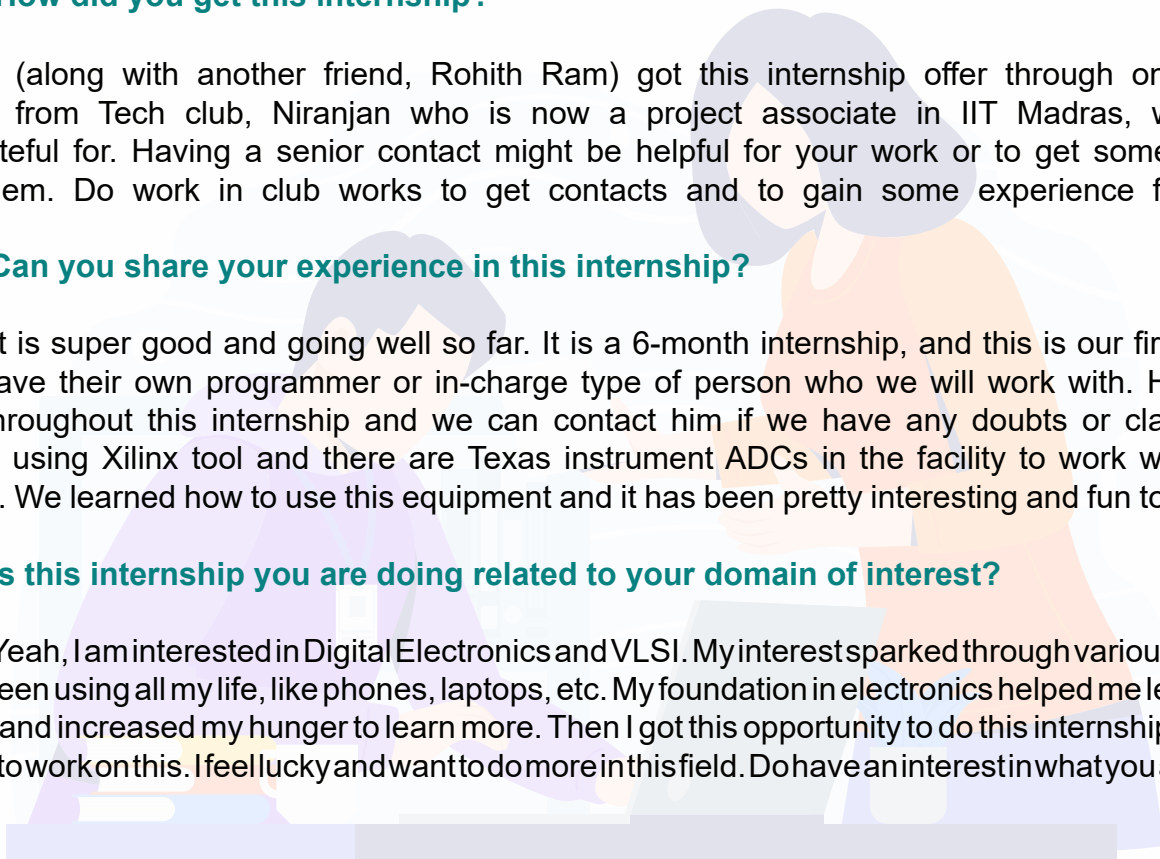 How did you get this internship?
(along with another friend, Rohith Ram) got this internship offer through
from Tech club, Niranjan who is now a project associate in IIT Madras,
for. Having a senior contact might be helpful for your work or to get some
Do work in club works to get contacts and to gain some experience
Can you share your experience in this internship?
is super good and going well so far. It is a 6-month internship, and this is our
their own programmer or in-charge type of person who we will work with.
this internship and we can contact him if we have any doubts or
using Xilinx tool and there are Texas instrument ADCs in the facility to work
. We learned how to use this equipment and it has been pretty interesting and fun to
this internship you are doing related to your domain of interest?
Yeah, I am interested in Digital Electronics and VLSI. My interest sparked through
using all my life, like phones, laptops, etc. My foundation in electronics helped me
and increased my hunger to learn more. Then I got this opportunity to do this internship
to work on this. I feel lucky and want to do more in this field. Do have an interest in what you